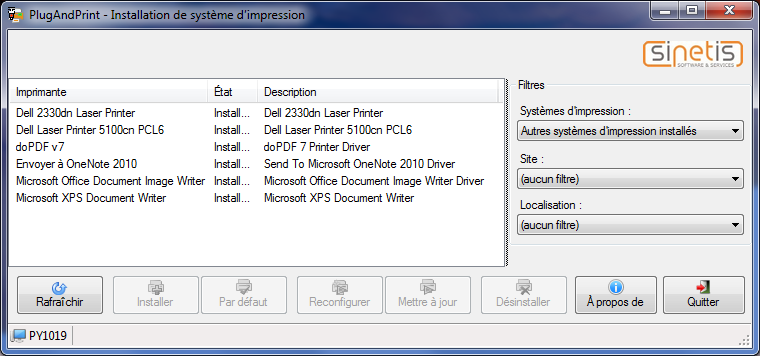 PlugAndPrint - Installation de système d'impression
sinetis
SOFTWARE & SERVICES
Imprimante État Description
Dell 2330dn Laser Printer Install... Dell 2330dn Laser Printer
Dell Laser Printer 5100cn PCL6 Install... Dell Laser Printer 5100cn PCL6
doPDF v7 Install... doPDF 7 Printer Driver
Envoyer à OneNote 2010 Install... Send To Microsoft OneNote 2010 Driver
Microsoft Office Document Image Writer Install... Microsoft Office Document Image Writer Driver
Microsoft XPS Document Writer Install... Microsoft XPS Document Writer
Filtres
Systèmes d'impression :
Autres systèmes d'impression installés
Site :
(aucun filtre)
Localisation :
(aucun filtre)
Rafraîchir Installer Par défaut Reconfigurer Mettre à jour Désinstaller À propos de Quitter
PY1019